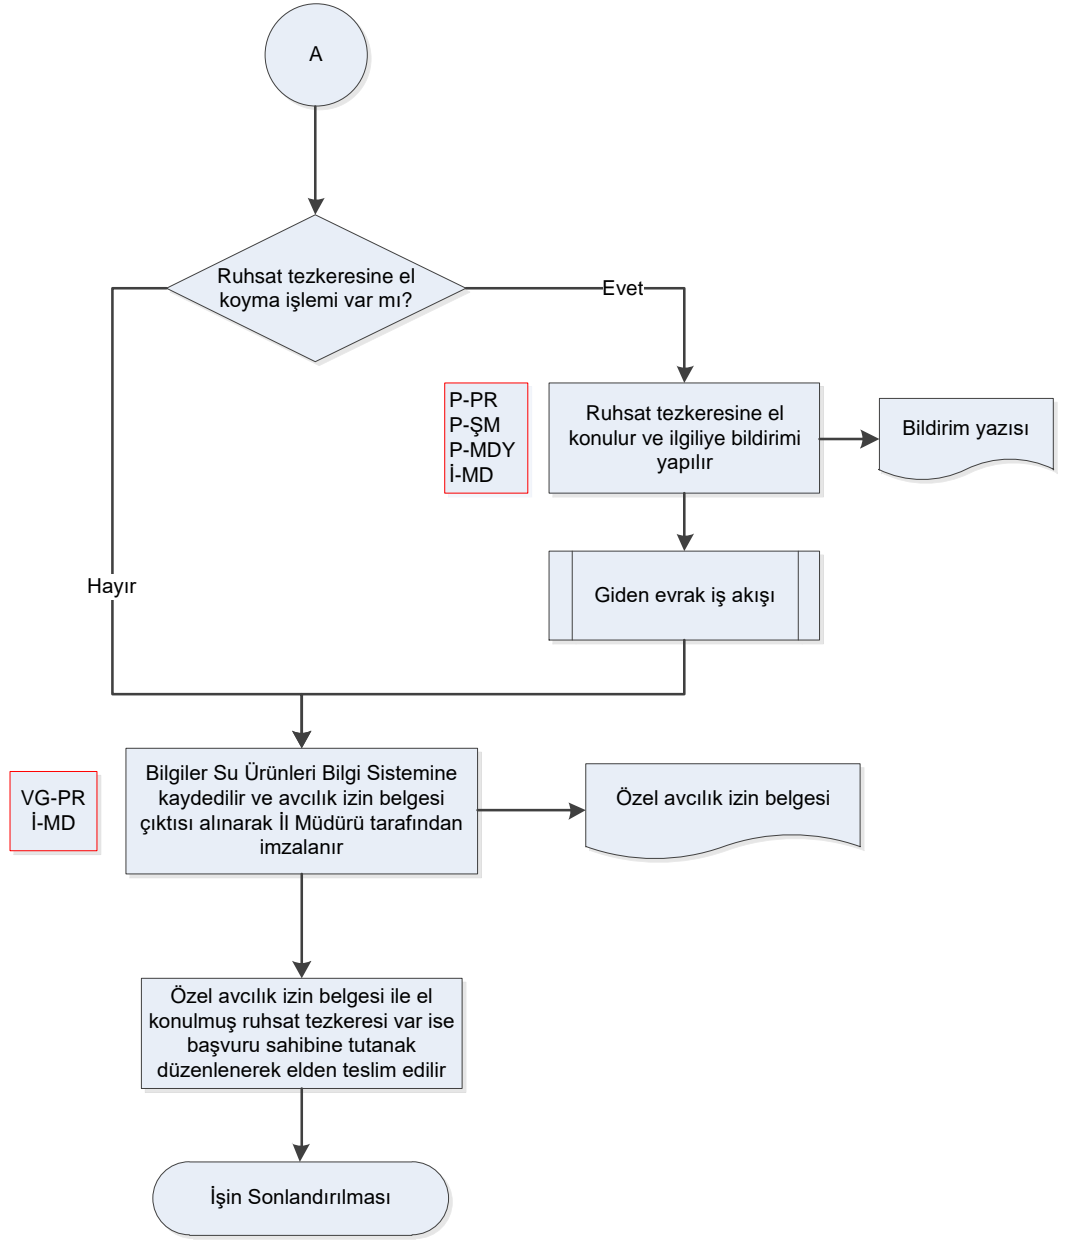 A
Ruhsat tezkeresine el
koyma işlemi var mı?
Evet
P-PR
P-ŞM
P-MDY
İ-MD
Ruhsat tezkeresine el
konulur ve ilgiliye bildirimi
yapılır
Bildirim yazısı
Hayır
Giden evrak iş akışı
VG-PR
İ-MD
Bilgiler Su Ürünleri Bilgi Sistemine
kaydedilir ve avcılık izin belgesi
çıktısı alınarak İl Müdürü tarafından
imzalanır
Özel avcılık izin belgesi
Özel avcılık izin belgesi ile el
konulmuş ruhsat tezkeresi var ise
başvuru sahibine tutanak
düzenlenerek elden teslim edilir
İşin Sonlandırılması